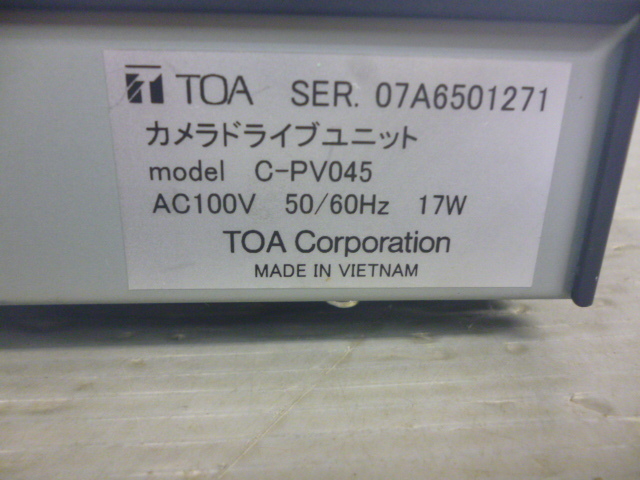 TOA SER. 07A6501271
カメラドライブユニット
model C-PV045
AC100V 50/60Hz 17W
TOA Corporation
MADE IN VIETNAM